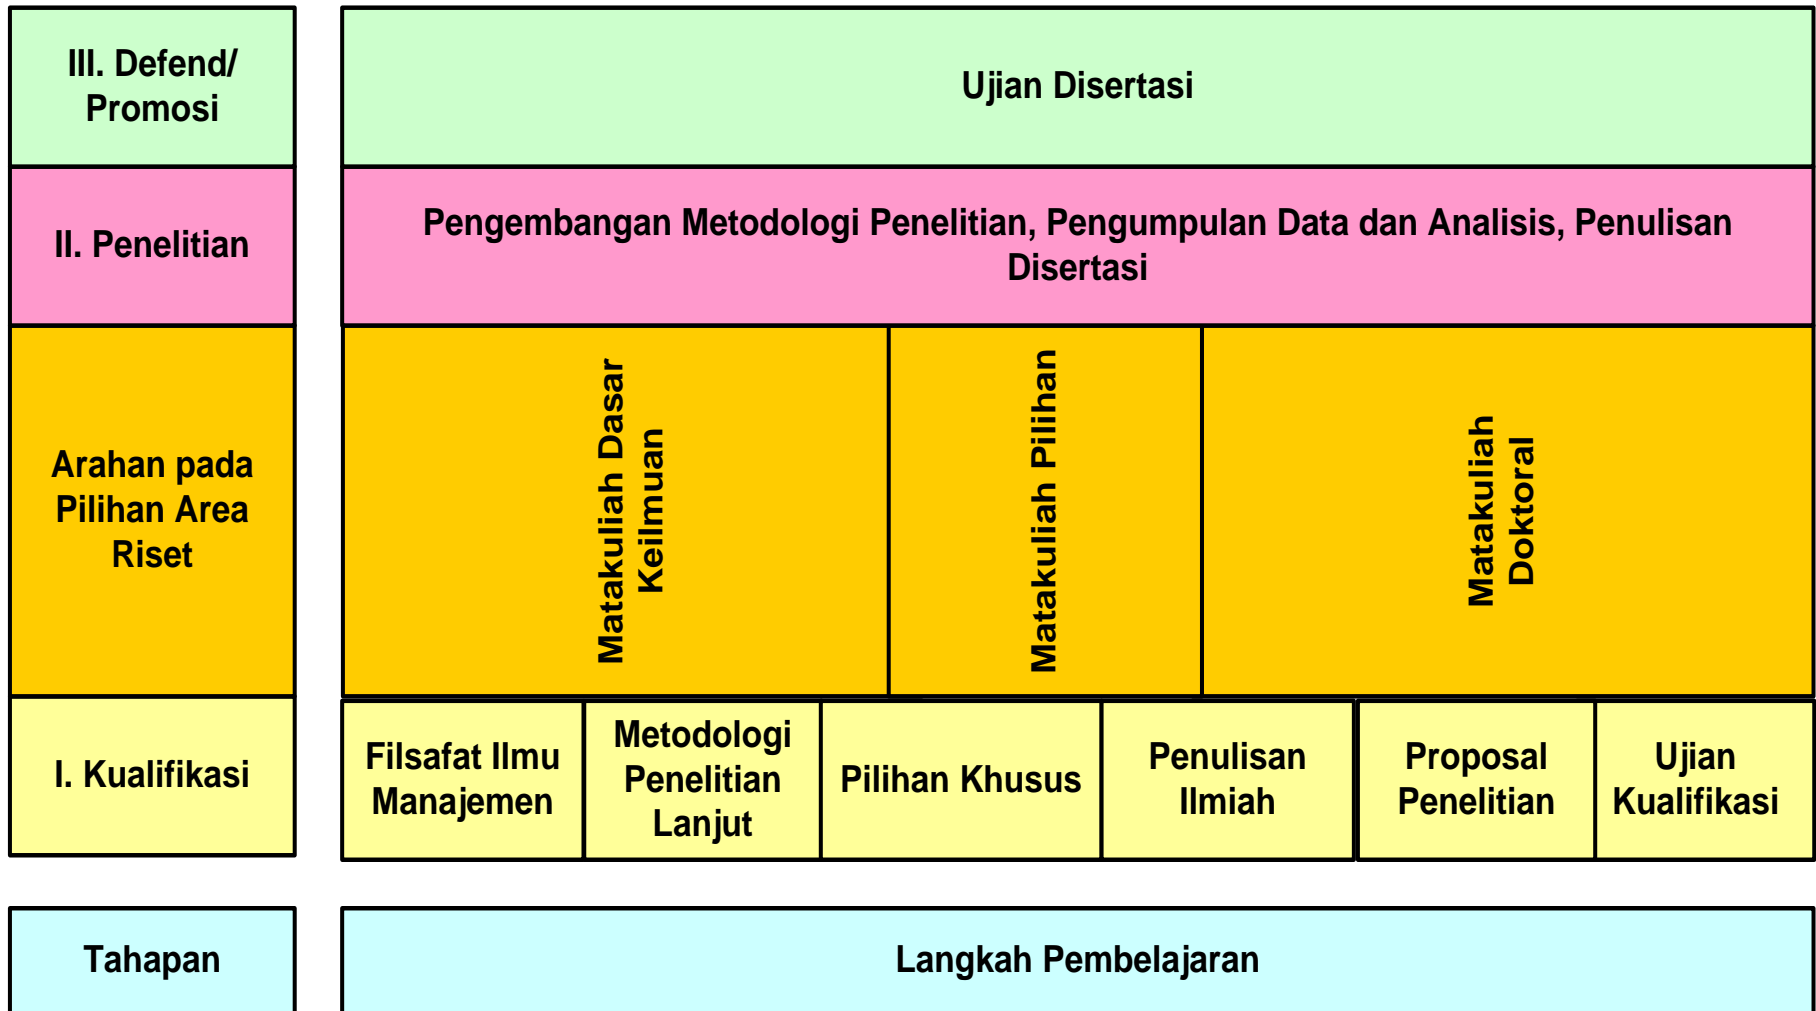 III. Defend/
Promosi
Ujian Disertasi
II. Penelitian
Pengembangan Metodologi Penelitian, Pengumpulan Data dan Analisis, Penulisan
Disertasi
Arahan pada
Pilihan Area
Riset
Matakuliah Dasar
Keilmuan
Matakuliah Pilihan
Matakuliah
Doktoral
I. Kualifikasi
Filsafat Ilmu
Manajemen
Metodologi
Penelitian
Lanjut
Pilihan Khusus
Penulisan
Ilmiah
Proposal
Penelitian
Ujian
Kualifikasi
Tahapan
Langkah Pembelajaran